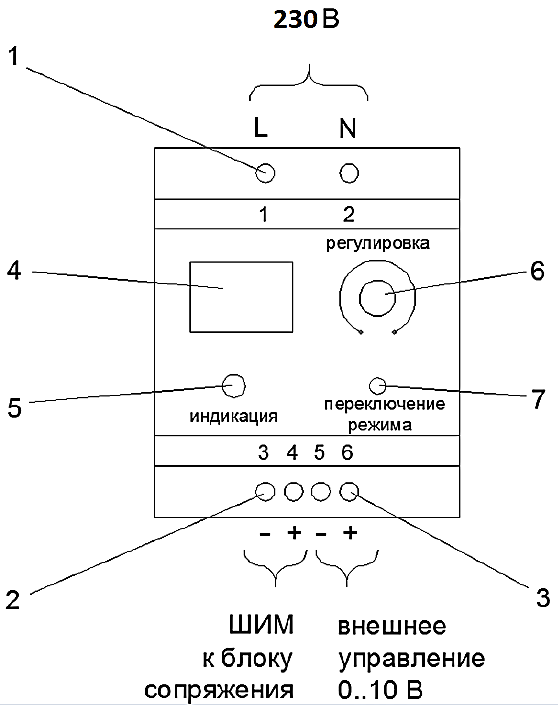 230 В
1
L N
1 2
регулировка
4
6
5
индикация
переключение
режима
7
3 4 5 6
- + - +
2
3
ШИМ внешнее
к блоку управление
сопряжения 0..10 В